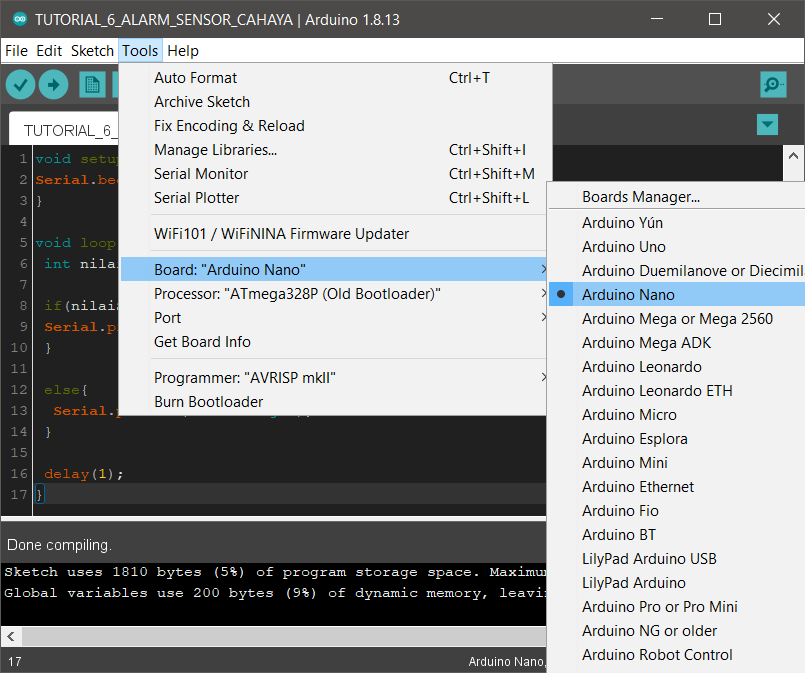 TUTORIAL_6_ALARM_SENSOR_CAHAYA | Arduino 1.8.13
File Edit Sketch Tools Help
TUTORIAL_6_
Auto Format Ctrl+T
Archive Sketch
Fix Encoding & Reload
Manage Libraries... Ctrl+Shift+I
Serial Monitor Ctrl+Shift+M
Serial Plotter Ctrl+Shift+L
WiFi101 / WiFiNINA Firmware Updater
Board: "Arduino Nano"
Processor: "ATmega328P (Old Bootloader)"
Port
Get Board Info
Programmer: "AVRISP mkII"
Burn Bootloader
Boards Manager...
Arduino Yún
Arduino Uno
Arduino Duemilanove or Diecimil
Arduino Nano
Arduino Mega or Mega 2560
Arduino Mega ADK
Arduino Leonardo
Arduino Leonardo ETH
Arduino Micro
Arduino Esplora
Arduino Mini
Arduino Ethernet
Arduino Fio
Arduino BT
LilyPad Arduino USB
LilyPad Arduino
Arduino Pro or Pro Mini
Arduino NG or older
Arduino Robot Control
1 void setup
2 Serial.be
3 }
4
5 void loop
6 int nila
7
8 if(nilai
9 Serial.p
10 }
11
12 else{
13 Serial.
14 }
15
16 delay(1);
17 }
Done compiling.
Sketch uses 1810 bytes (5%) of program storage space. Maximu
Global variables use 200 bytes (9%) of dynamic memory, leavi
17 Arduino Nano,